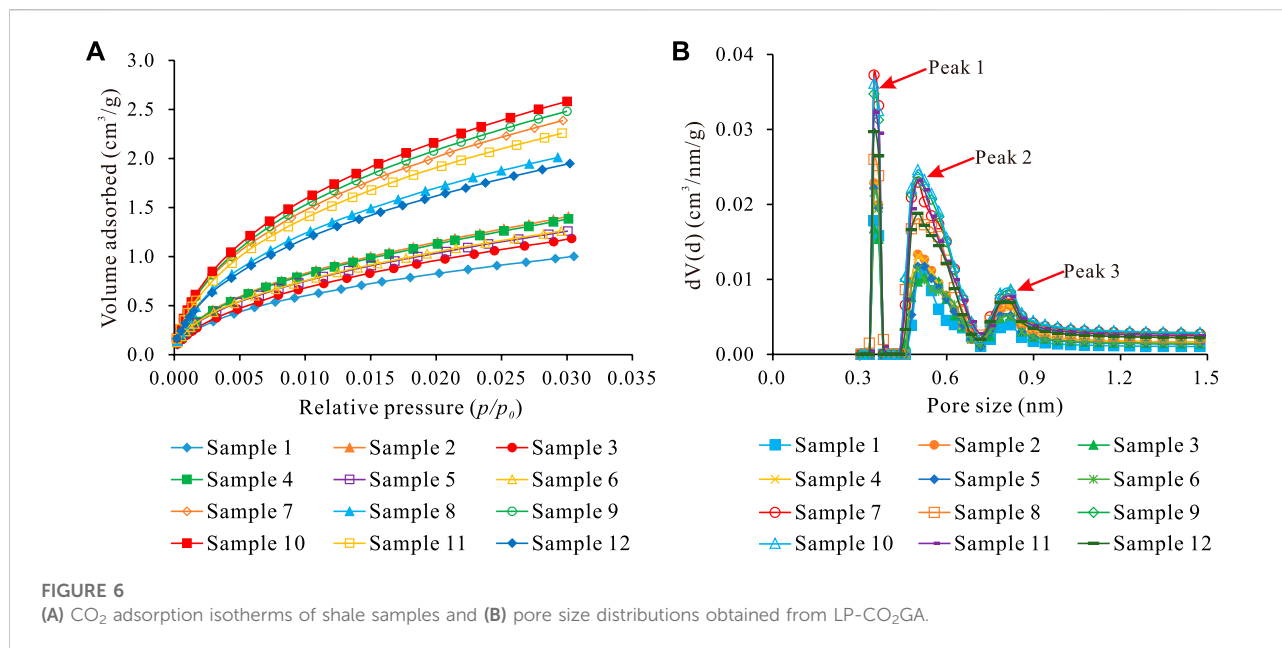 A
3.0
2.5
2.0
1.5
1.0
0.5
0.0
Volume adsorbed (cm³/g)
0.000 0.005 0.010 0.015 0.020 0.025 0.030 0.035
Relative pressure (p/p₀)
Sample 1 Sample 2 Sample 3
Sample 4 Sample 5 Sample 6
Sample 7 Sample 8 Sample 9
Sample 10 Sample 11 Sample 12
B
0.04
0.03
0.02
0.01
0.00
dV(d) (cm³/nm/g)
Peak 1
Peak 2
Peak 3
0.0 0.3 0.6 0.9 1.2 1.5
Pore size (nm)
Sample 1 Sample 2 Sample 3
Sample 4 Sample 5 Sample 6
Sample 7 Sample 8 Sample 9
Sample 10 Sample 11 Sample 12
FIGURE 6
(A) CO₂ adsorption isotherms of shale samples and (B) pore size distributions obtained from LP-CO₂GA.